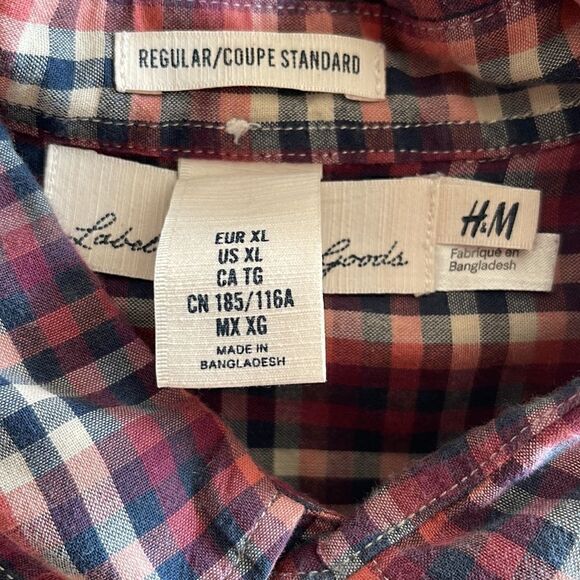 REGULAR/COUPE STANDARD
Label
Goods
H&M
Fabriqué en
Bangladesh
EUR XL
US XL
CA TG
CN 185/116A
MX XG
MADE IN
BANGLADESH